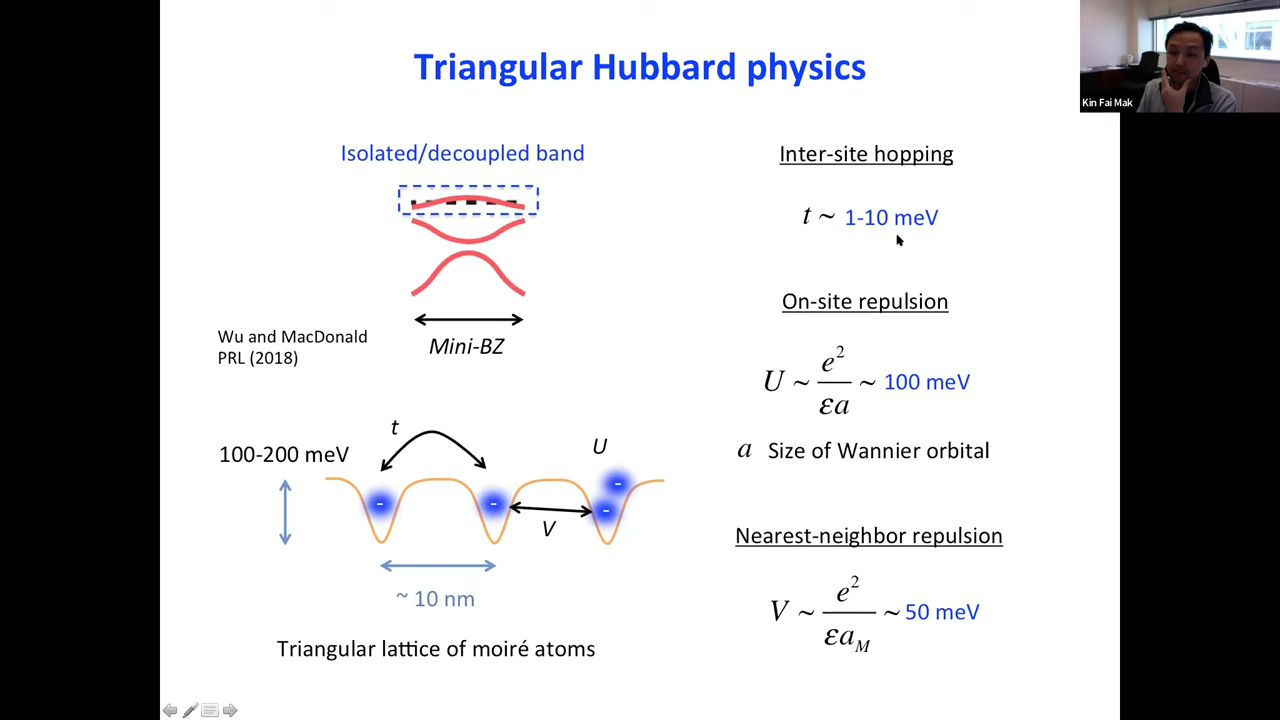 Triangular Hubbard physics
Kin Fai Mak
Isolated/decoupled band
Mini-BZ
Wu and MacDonald
PRL (2018)
t
U
100-200 meV
- - - -
V
~ 10 nm
Triangular lattice of moiré atoms
Inter-site hopping
t ~ 1-10 meV
On-site repulsion
U ~ e²/εa ~ 100 meV
a Size of Wannier orbital
Nearest-neighbor repulsion
V ~ e²/εa_M ~ 50 meV